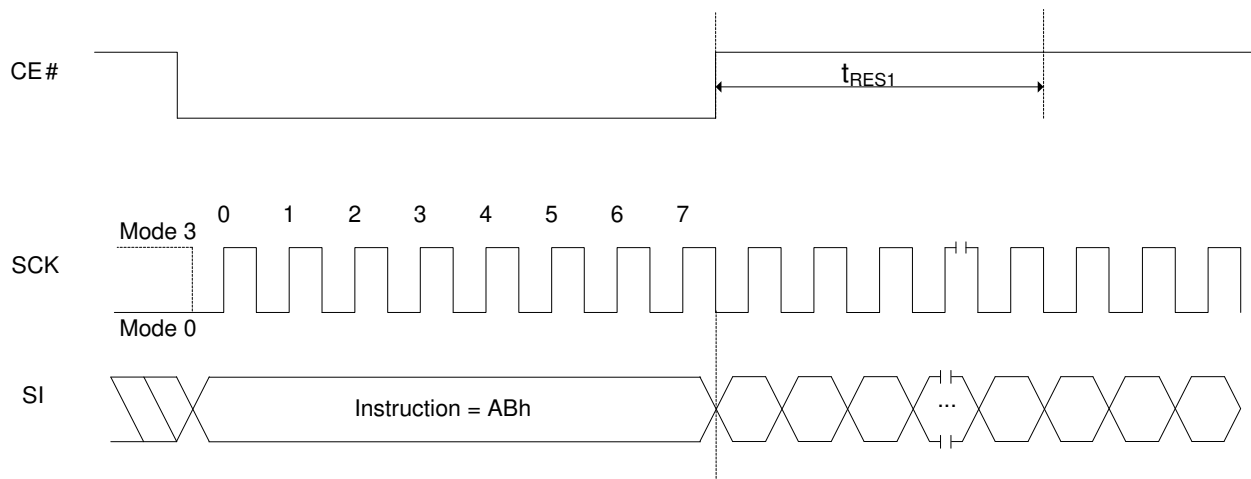 CE#
tRES1
0 1 2 3 4 5 6 7
Mode 3
SCK
Mode 0
SI
Instruction = ABh
...